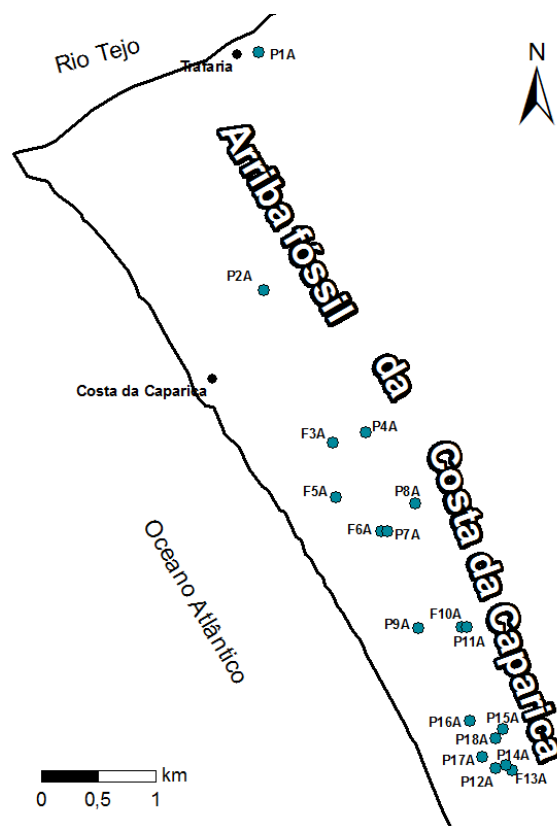 Rio Tejo
Trafaria
P1A
N
Arriba fóssil da Costa da Caparica
P2A
Costa da Caparica
F3A
P4A
F5A
P8A
F6A
P7A
Oceano Atlântico
P9A
F10A
P11A
P16A
P15A
P18A
P17A
P14A
P12A
F13A
km
0 0,5 1